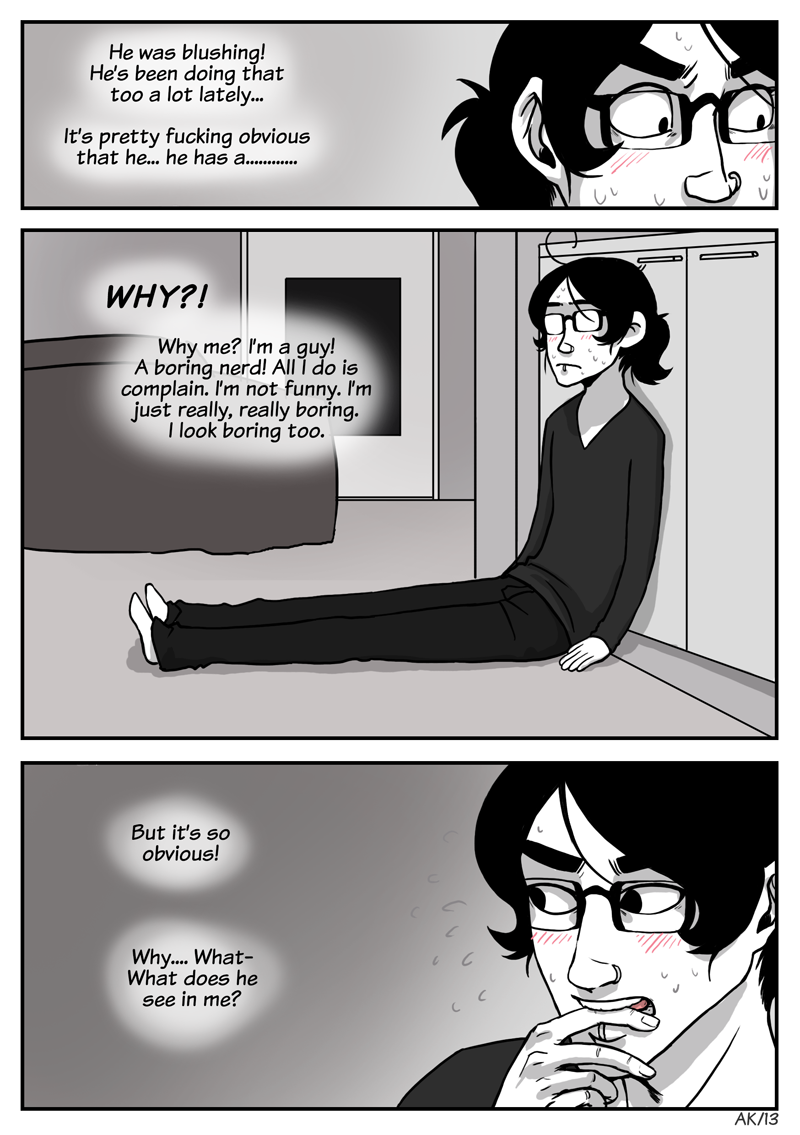 He was blushing!
He's been doing that
too a lot lately...
It's pretty fucking obvious
that he... he has a............
WHY?!
Why me? I'm a guy!
A boring nerd! All I do is
complain. I'm not funny. I'm
just really, really boring.
I look boring too.
But it's so
obvious!
Why.... What-
What does he
see in me?
AK/13